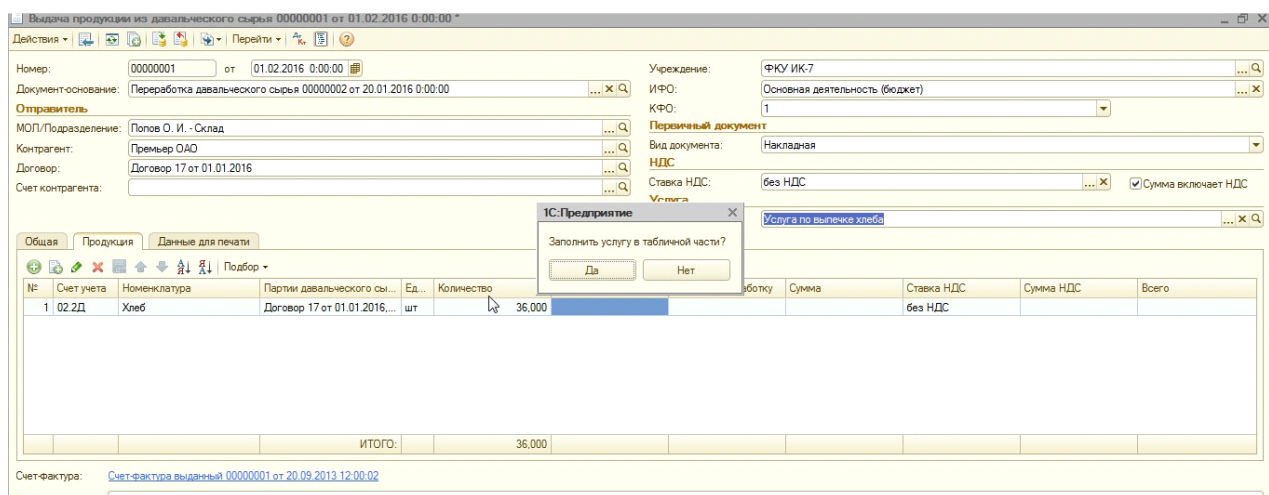 Выдача продукции из давальческого сырья 00000001 от 01.02.2016 0:00:00 *
Действия Перейти
Номер: 00000001 от 01.02.2016 0:00:00
Учреждение: ФКУ ИК-7
Документ-основание: Переработка давальческого сырья 00000002 от 20.01.2016 0:00:00
ИФО: Основная деятельность (бюджет)
Отправитель
КФО: 1
МОЛ/Подразделение: Попов О. И. - Склад
Первичный документ
Контрагент: Премьер ОАО
Вид документа: Накладная
Договор: Договор 17 от 01.01.2016
НДС
Счет контрагента:
Ставка НДС: без НДС Сумма включает НДС
Услуга
1С:Предприятие
Услуга по выпечке хлеба
Заполнить услугу в табличной части?
Да Нет
Общая Продукция Данные для печати
Подбор
№ Счет учета Номенклатура Партии давальческого сы... Ед... Количество Сумма Ставка НДС Сумма НДС Всего
1 02.2Д Хлеб Договор 17 от 01.01.2016,... шт 36,000 без НДС
ИТОГО: 36,000
Счет-фактура: Счет-фактура выданный 00000001 от 20.09.2013 12:00:02